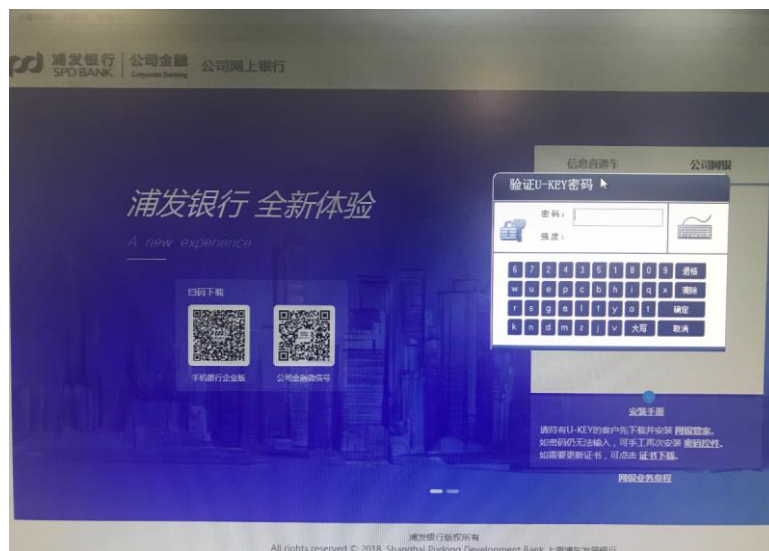 浦发银行
SPD BANK
公司金融
Corporate Banking
公司网上银行
信息直通车
公司网银
浦发银行 全新体验
A new experience
扫码下载
手机银行企业版
公司金融微信号
验证U-KEY密码
密码：
强度：
6 7 2 4 3 5 1 8 0 9 退格
w u e p c b h i q x 清除
r s g a l f y o t 确定
k n d m z j v 大写 取消
安装手册
请持有U-KEY的客户先下载并安装 网银管家。
如密码仍无法输入，可手工再次安装 密码控件。
如需要更新证书，可点击 证书下载。
网银业务章程
浦发银行版权所有
All rights reserved © 2018, Shanghai Pudong Development Bank 上海浦东发展银行